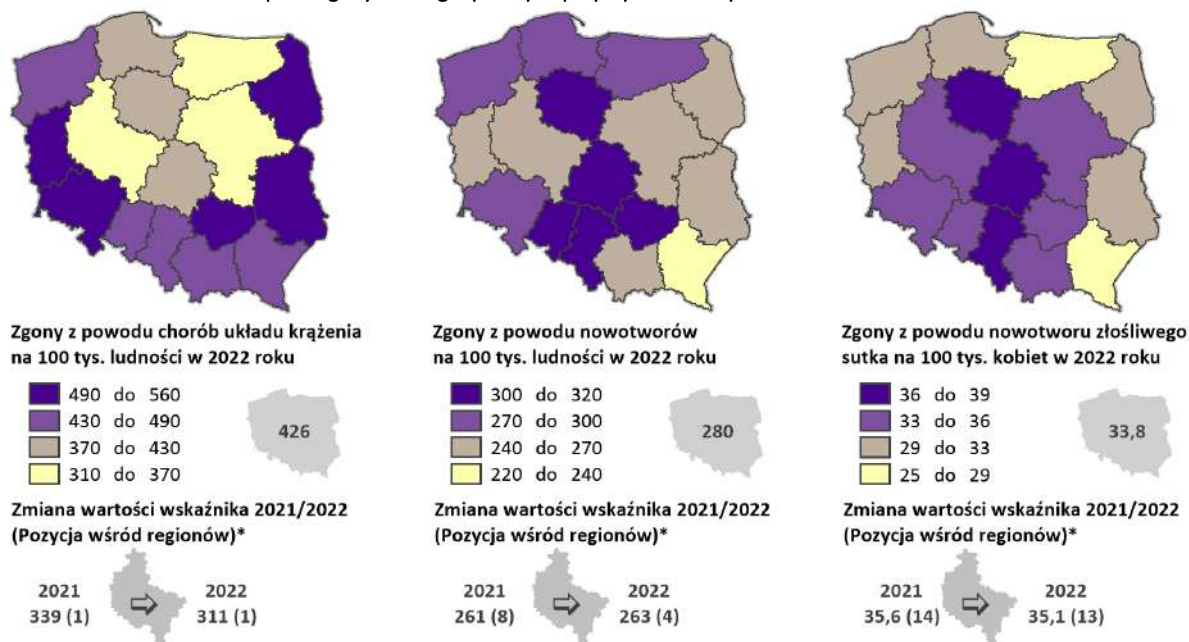 Zgony z powodu chorób układu krążenia
na 100 tys. ludności w 2022 roku
490 do 560
430 do 490
370 do 430
310 do 370
426
Zmiana wartości wskaźnika 2021/2022
(Pozycja wśród regionów)*
2021
339 (1)
2022
311 (1)
Zgony z powodu nowotworów
na 100 tys. ludności w 2022 roku
300 do 320
270 do 300
240 do 270
220 do 240
280
Zmiana wartości wskaźnika 2021/2022
(Pozycja wśród regionów)*
2021
261 (8)
2022
263 (4)
Zgony z powodu nowotworu złośliwego
sutka na 100 tys. kobiet w 2022 roku
36 do 39
33 do 36
29 do 33
25 do 29
33,8
Zmiana wartości wskaźnika 2021/2022
(Pozycja wśród regionów)*
2021
35,6 (14)
2022
35,1 (13)